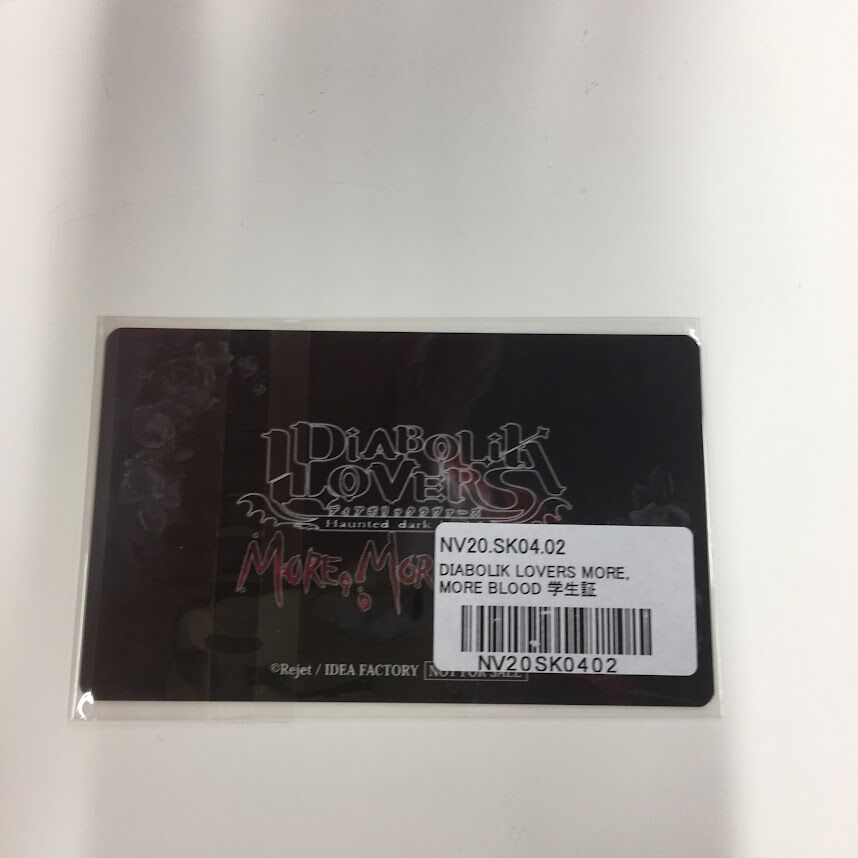 DIABOLIK
LOVERS
ディアボリックラヴァーズ
Haunted dark
MORE, MOR
©Rejet / IDEA FACTORY NOT FOR SALE
NV20.SK04.02
DIABOLIK LOVERS MORE,
MORE BLOOD 学生証
NV20SK0402